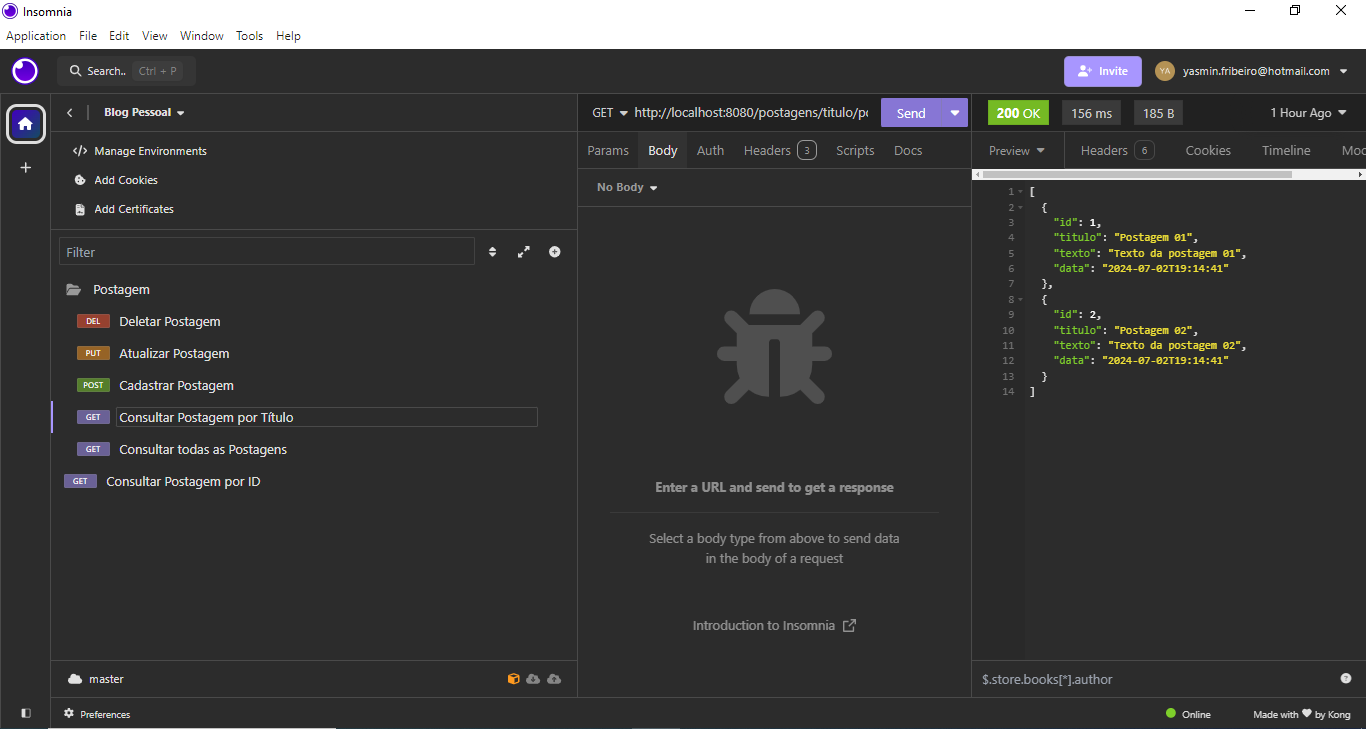 Insomnia
Application File Edit View Window Tools Help
Search.. Ctrl + P
Invite
YA yasmin.fribeiro@hotmail.com
Blog Pessoal
Manage Environments
Add Cookies
Add Certificates
Filter
Postagem
DEL Deletar Postagem
PUT Atualizar Postagem
POST Cadastrar Postagem
GET Consultar Postagem por Título
GET Consultar todas as Postagens
GET Consultar Postagem por ID
master
Preferences
GET http://localhost:8080/postagens/titulo/po
Send
Params Body Auth Headers 3 Scripts Docs
No Body
Enter a URL and send to get a response
Select a body type from above to send data
in the body of a request
Introduction to Insomnia
200 OK 156 ms 185 B 1 Hour Ago
Preview Headers 6 Cookies Timeline Moc
1 [
2 {
3 "id": 1,
4 "titulo": "Postagem 01",
5 "texto": "Texto da postagem 01",
6 "data": "2024-07-02T19:14:41"
7 },
8 {
9 "id": 2,
10 "titulo": "Postagem 02",
11 "texto": "Texto da postagem 02",
12 "data": "2024-07-02T19:14:41"
13 }
14 ]
$.store.books[*].author
Online
Made with ♥ by Kong